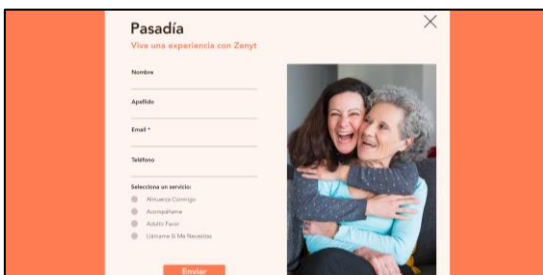 Pasadía
Viva una experiencia con Zenyt
Nombre
Apellido
Email *
Teléfono
Selecciona un servicio:
Almuerza Conmigo
Acompáñame
Adulto Favor
Llámame Si Me Necesitas
Enviar